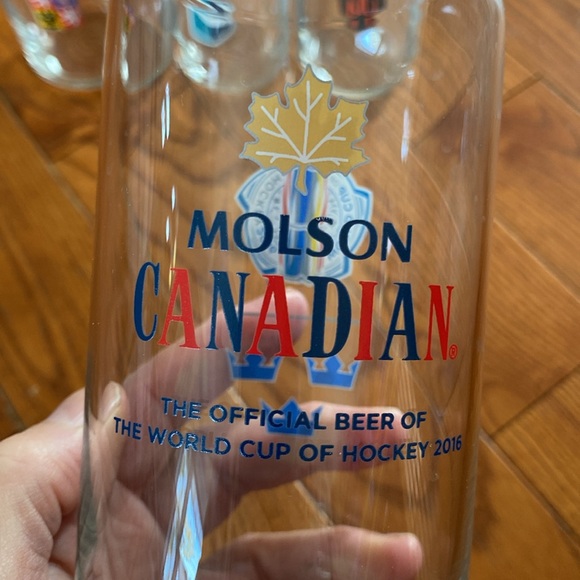 MOLSON
CANADIAN®
THE OFFICIAL BEER OF
THE WORLD CUP OF HOCKEY 2016